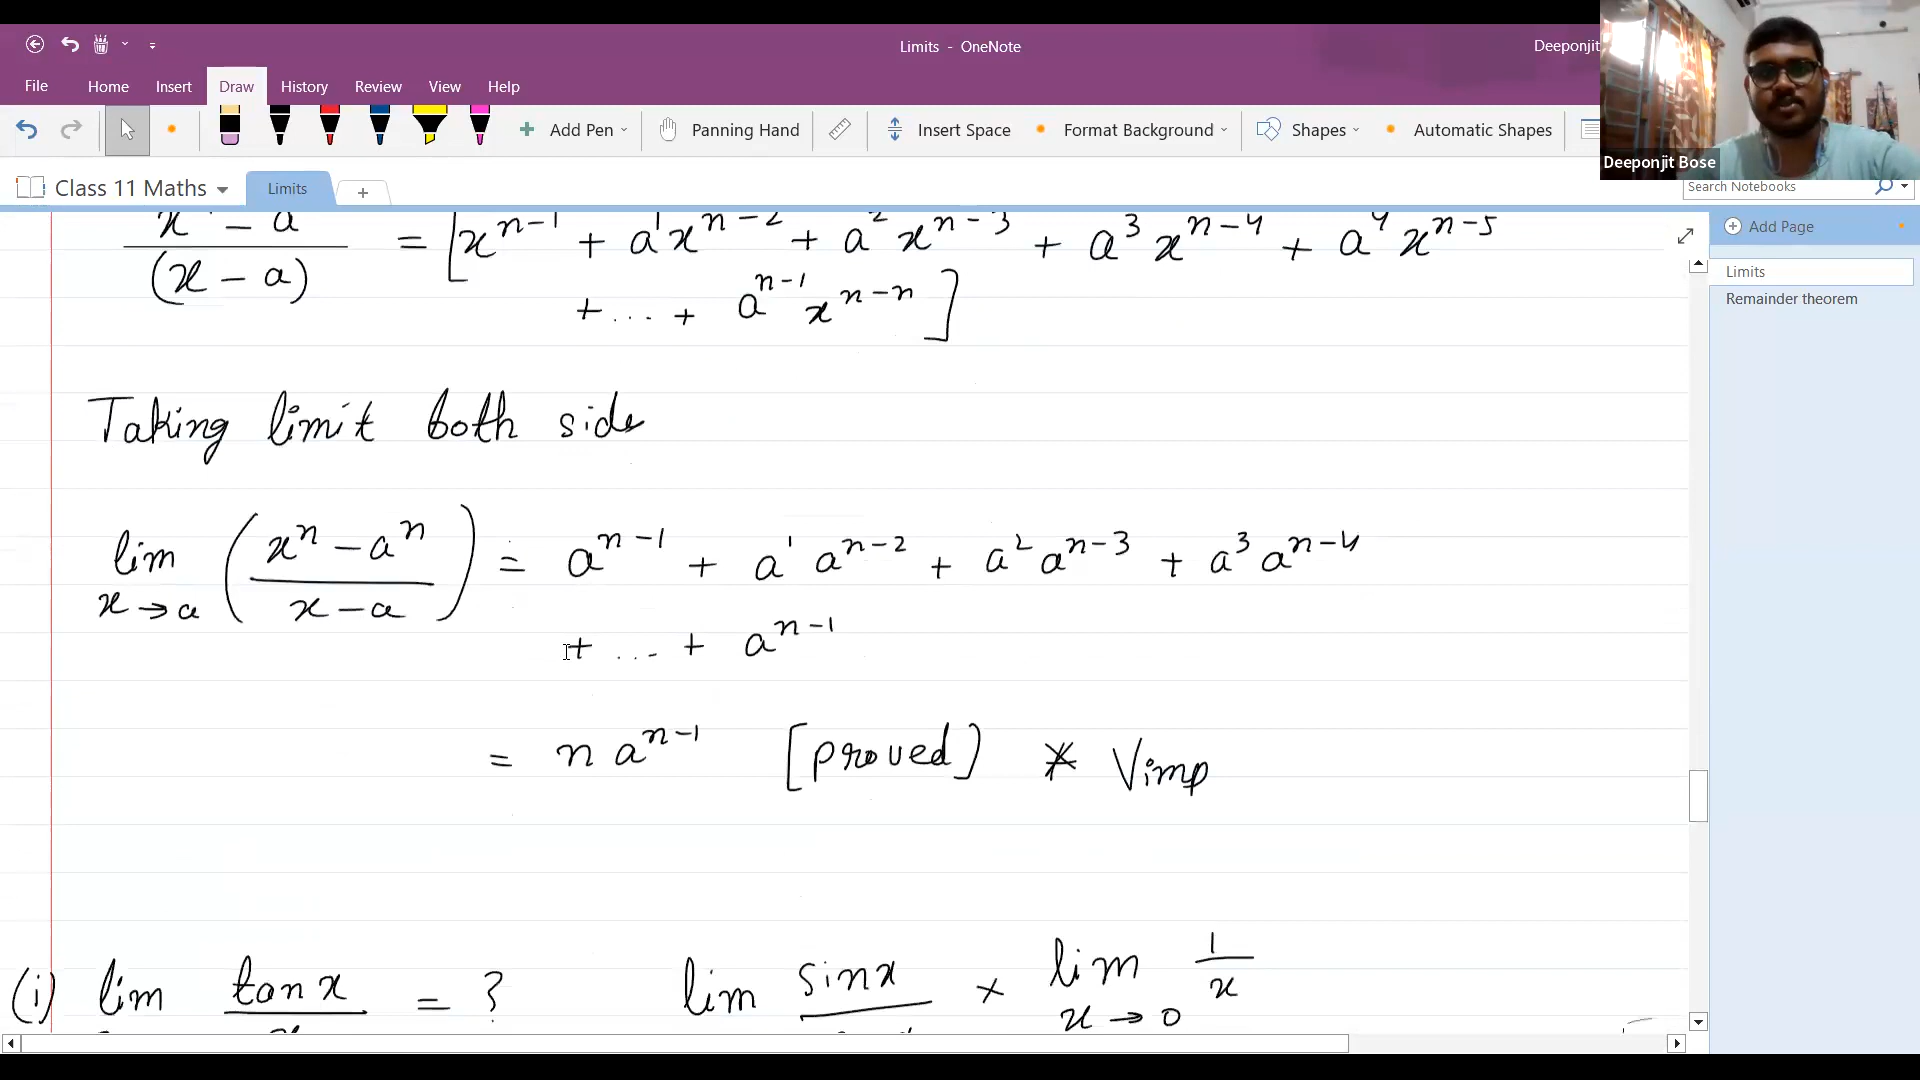 Limits - OneNote
Deeponjit
File Home Insert Draw History Review View Help
Add Pen Panning Hand Insert Space Format Background Shapes Automatic Shapes
Deeponjit Bose
Class 11 Maths Limits +
Search Notebooks
Add Page
Limits
Remainder theorem
(x - a) = [x^{n-1} + a^1 x^{n-2} + a^2 x^{n-3} + a^3 x^{n-4} + a^4 x^{n-5}
+ ... + a^{n-1} x^{n-n}]
Taking limit both side
lim x→a ((x^n - a^n)/(x - a)) = a^{n-1} + a^1 a^{n-2} + a^2 a^{n-3} + a^3 a^{n-4}
+ ... + a^{n-1}
= n a^{n-1} [proved] * Vimp
(i) lim tan x = ? lim sin x × lim x→0 1/x